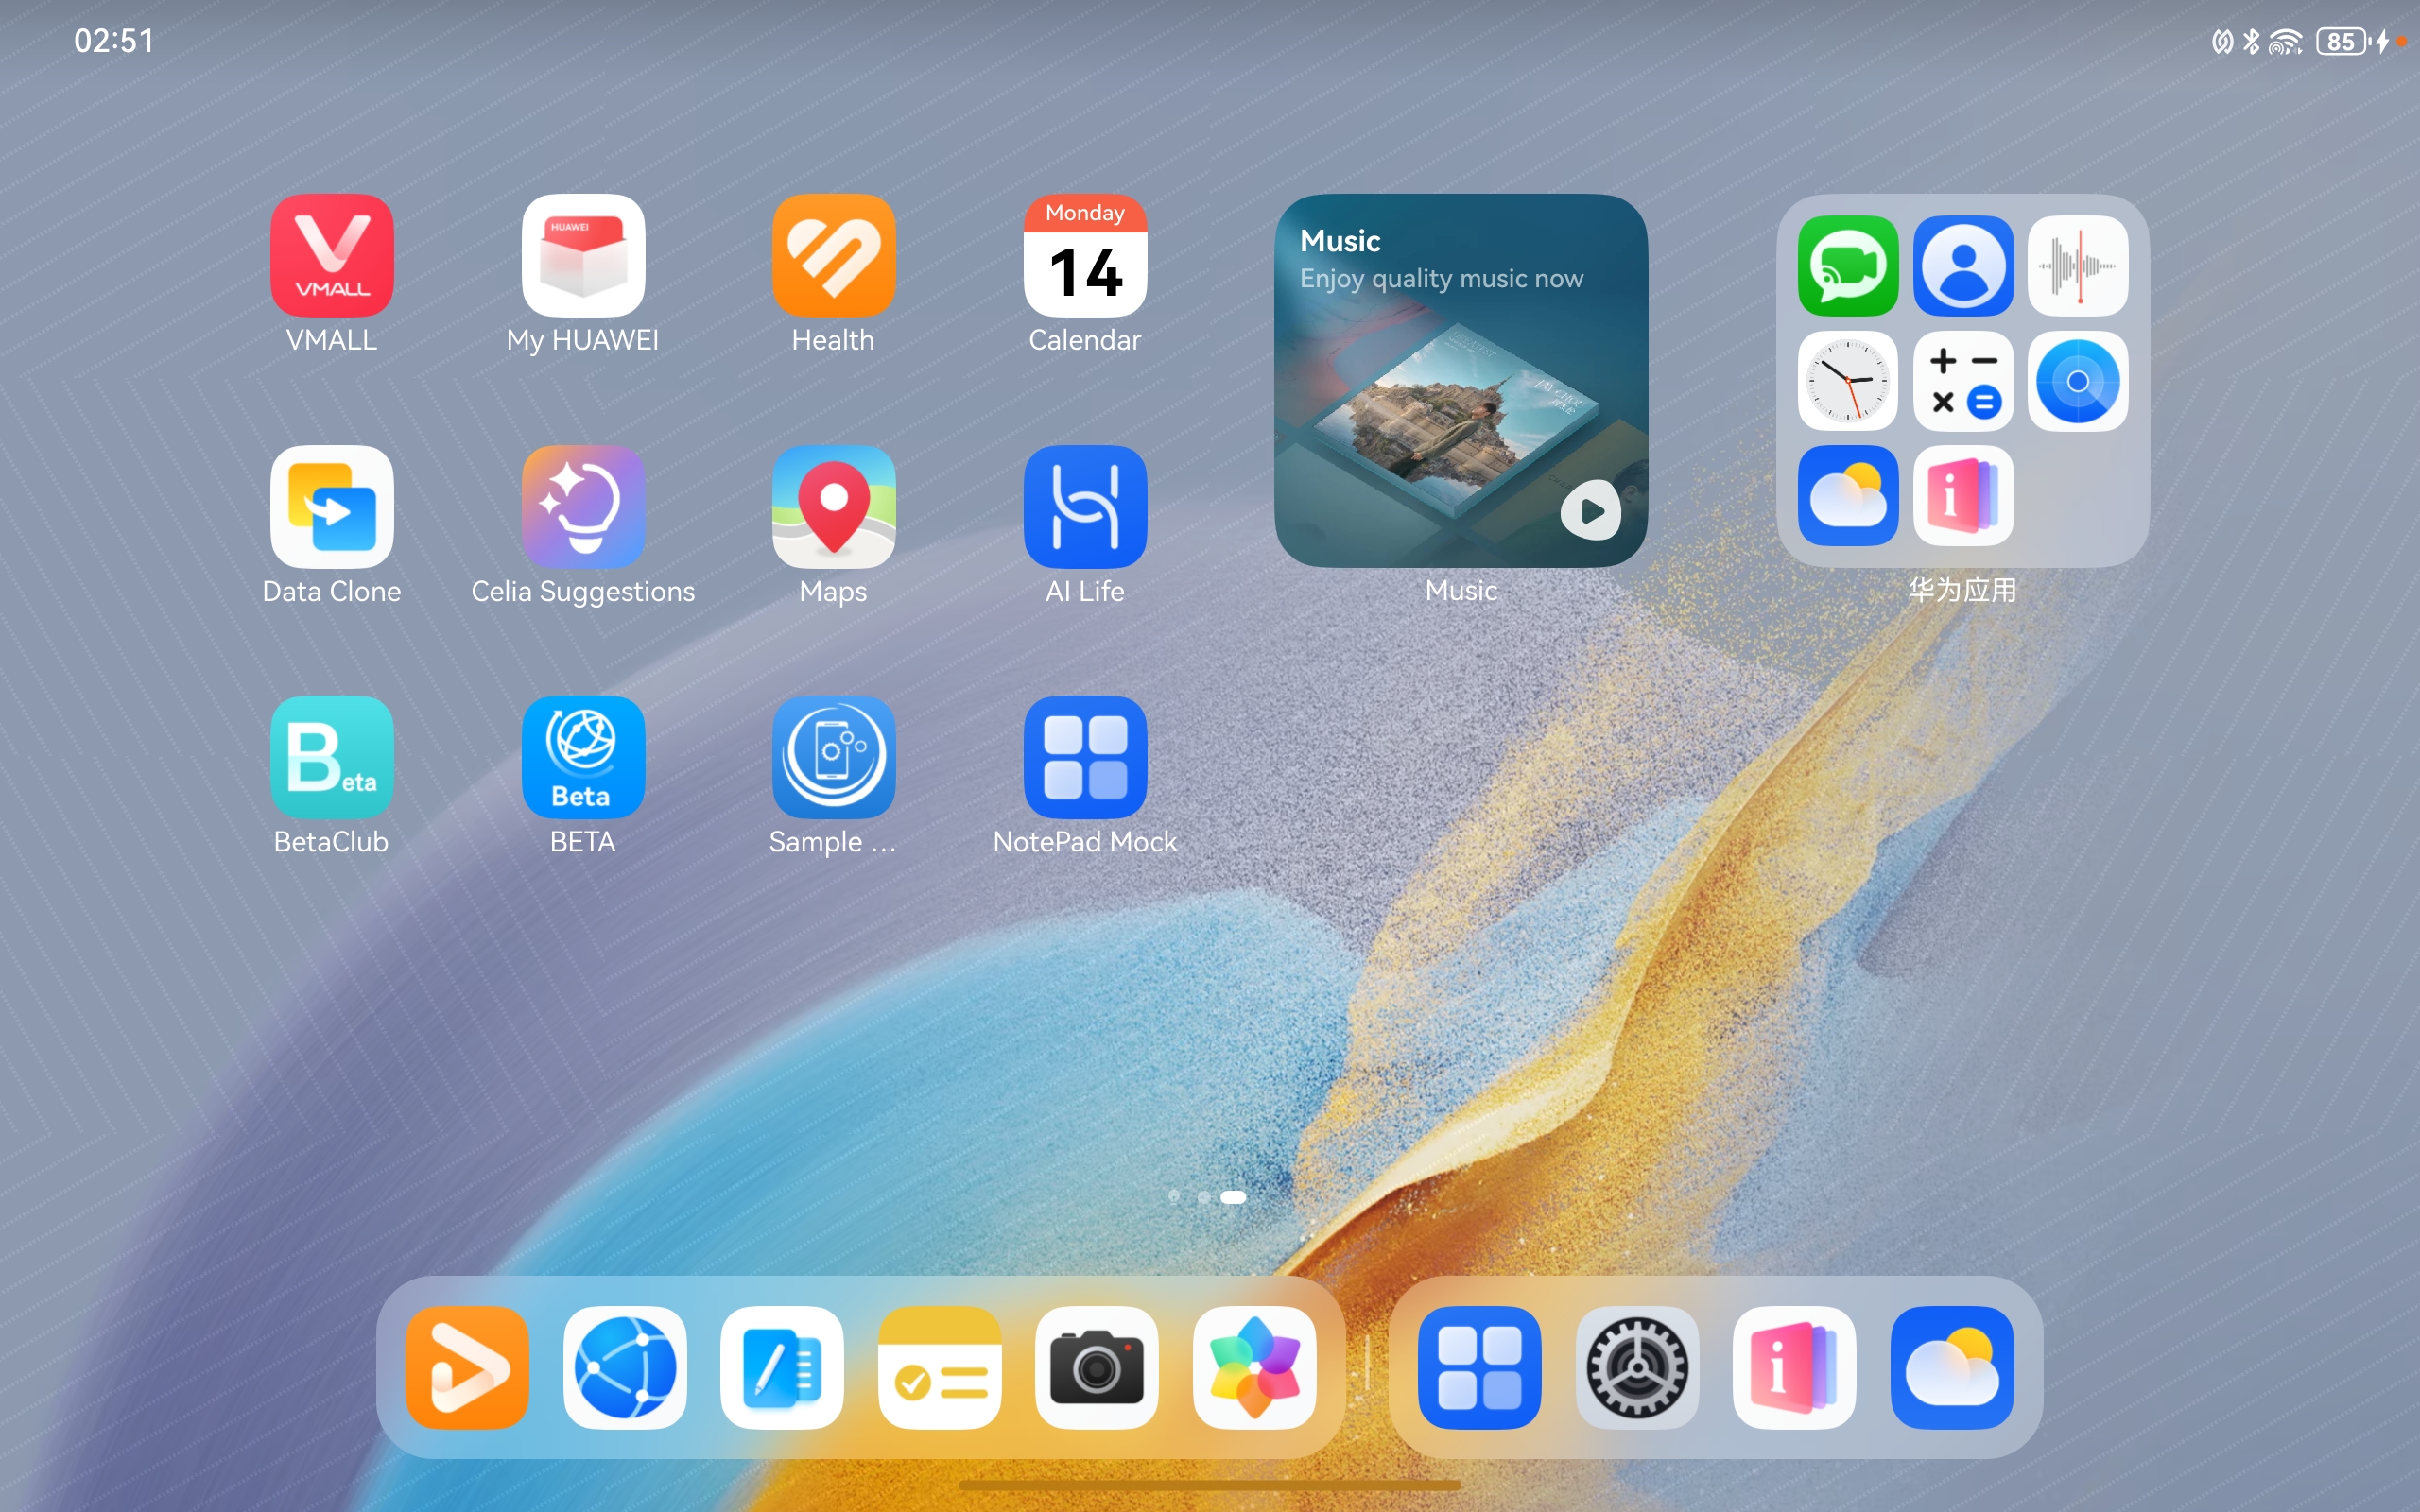 02:51
85
VMALL
HUAWEI
Monday
14
Music
Enjoy quality music now
VMALL
My HUAWEI
Health
Calendar
Data Clone
Celia Suggestions
Maps
AI Life
Music
华为应用
Beta
Beta
BetaClub
BETA
Sample ...
NotePad Mock